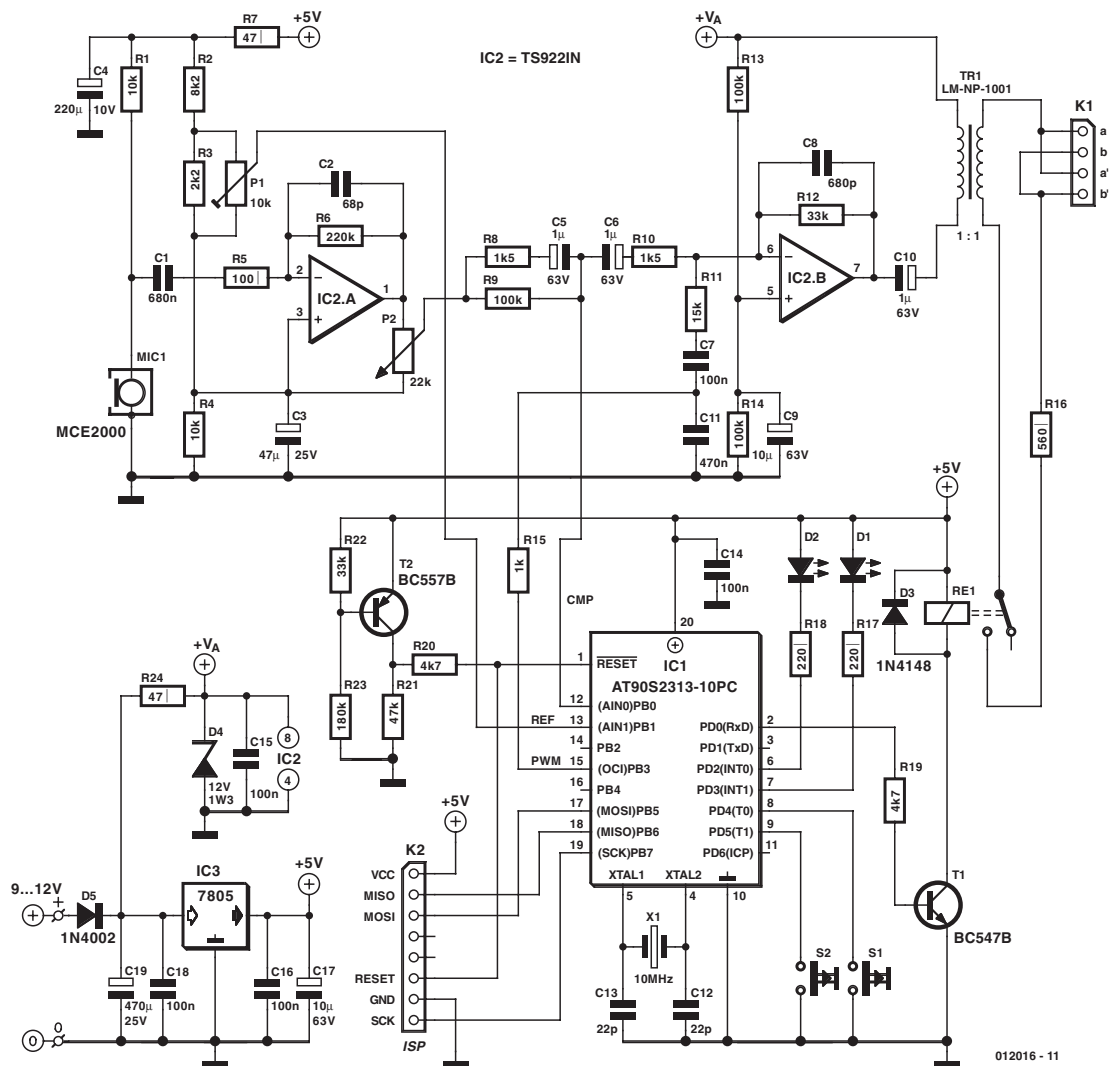 R7
47
+5V
IC2 = TS922IN
+VA
R1
10k
R2
8k2
C4
220µ
10V
R3
2k2
P1
10k
C2
68p
R6
220k
C1
680n
R5
100
2
3
1
IC2.A
P2
22k
MIC1
MCE2000
R4
10k
C3
47µ
25V
R8
1k5
C5
1µ
63V
R9
100k
C6
1µ
63V
R10
1k5
R11
15k
C7
100n
C11
470n
R13
100k
C8
680p
R12
33k
6
5
7
IC2.B
C10
1µ
63V
R14
100k
C9
10µ
63V
TR1
LM-NP-1001
1 : 1
K1
a
b
a'
b'
R16
560
+5V
R22
33k
T2
BC557B
R15
1k
CMP
C14
100n
D2
D1
D3
1N4148
RE1
R18
220
R17
220
R20
4k7
R23
180k
R21
47k
REF
PWM
20
IC1
AT90S2313-10PC
1
RESET
12
(AIN0)PB0
13
(AIN1)PB1
14
PB2
15
(OCI)PB3
16
PB4
17
(MOSI)PB5
18
(MISO)PB6
19
(SCK)PB7
PD0(RxD)
2
PD1(TxD)
3
PD2(INT0)
6
PD3(INT1)
7
PD4(T0)
8
PD5(T1)
9
PD6(ICP)
11
XTAL1
XTAL2
5
4
10
R19
4k7
T1
BC547B
X1
10MHz
C13
22p
C12
22p
S2
S1
+VA
R24
47
D4
12V
1W3
C15
100n
8
IC2
4
9...12V
+
D5
1N4002
IC3
7805
+5V
C19
470µ
25V
C18
100n
C16
100n
C17
10µ
63V
0
0
+5V
K2
VCC
MISO
MOSI
RESET
GND
SCK
ISP
012016 - 11